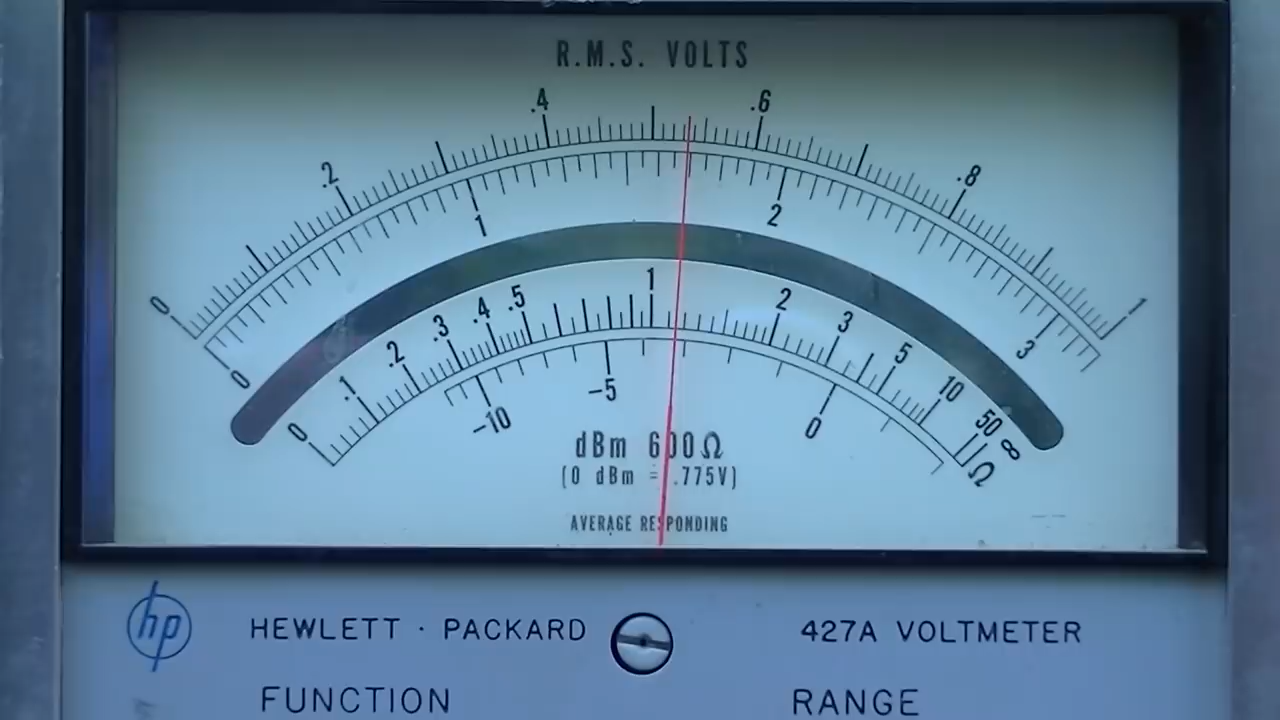 R.M.S. VOLTS
0 .2 .4 .6 .8 1
0 1 2 3
0 .1 .2 .3 .4 .5 1 2 3 5 10 50 ∞ Ω
-10 -5 0
dBm 600Ω
(0 dBm = .775V)
AVERAGE RESPONDING
hp HEWLETT · PACKARD 427A VOLTMETER
FUNCTION RANGE